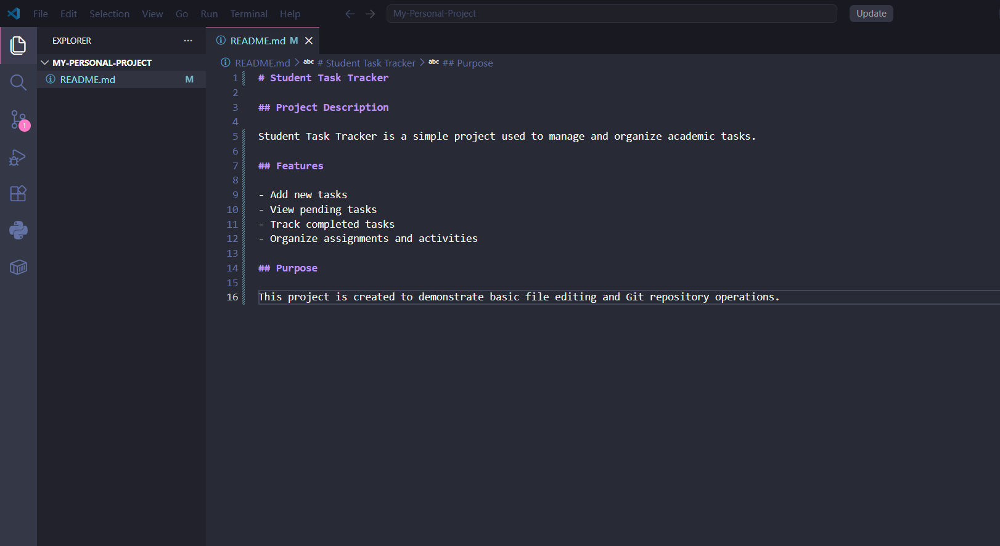 File Edit Selection View Go Run Terminal Help
My-Personal-Project
Update
EXPLORER
MY-PERSONAL-PROJECT
README.md M
README.md M
README.md > abc # Student Task Tracker > abc ## Purpose
1 # Student Task Tracker
2
3 ## Project Description
4
5 Student Task Tracker is a simple project used to manage and organize academic tasks.
6
7 ## Features
8
9 - Add new tasks
10 - View pending tasks
11 - Track completed tasks
12 - Organize assignments and activities
13
14 ## Purpose
15
16 This project is created to demonstrate basic file editing and Git repository operations.
1